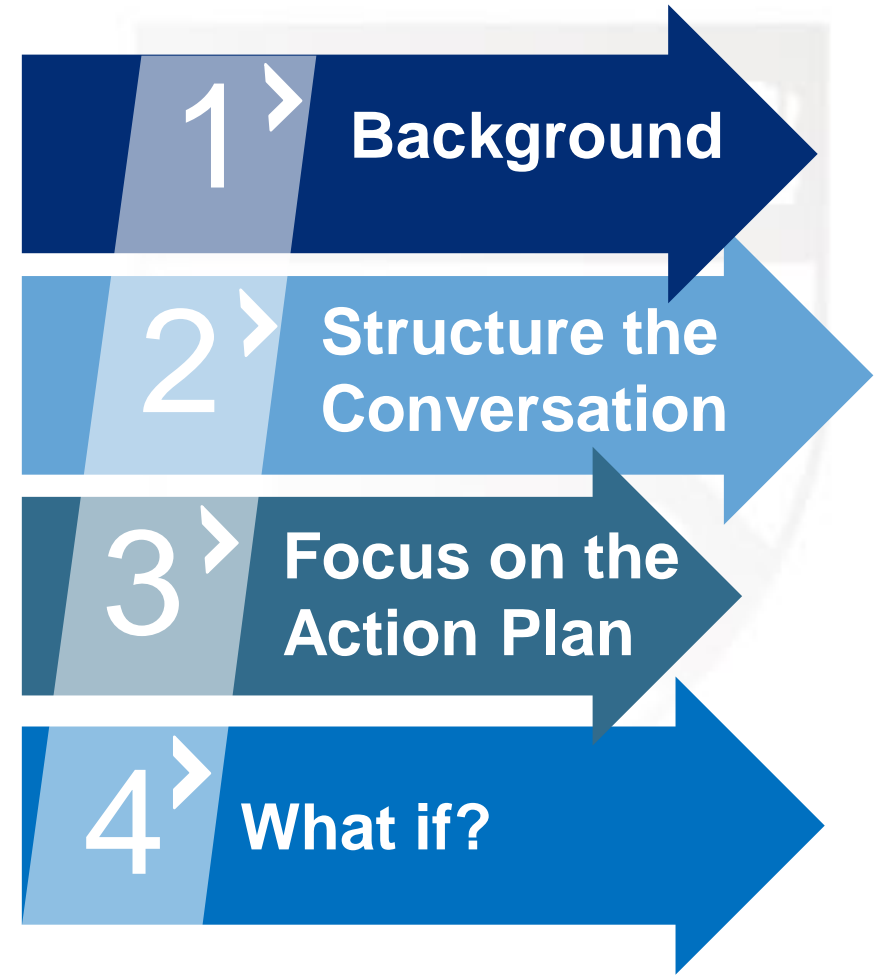 1
Background
2
Structure the
Conversation
3
Focus on the
Action Plan
4
What if?